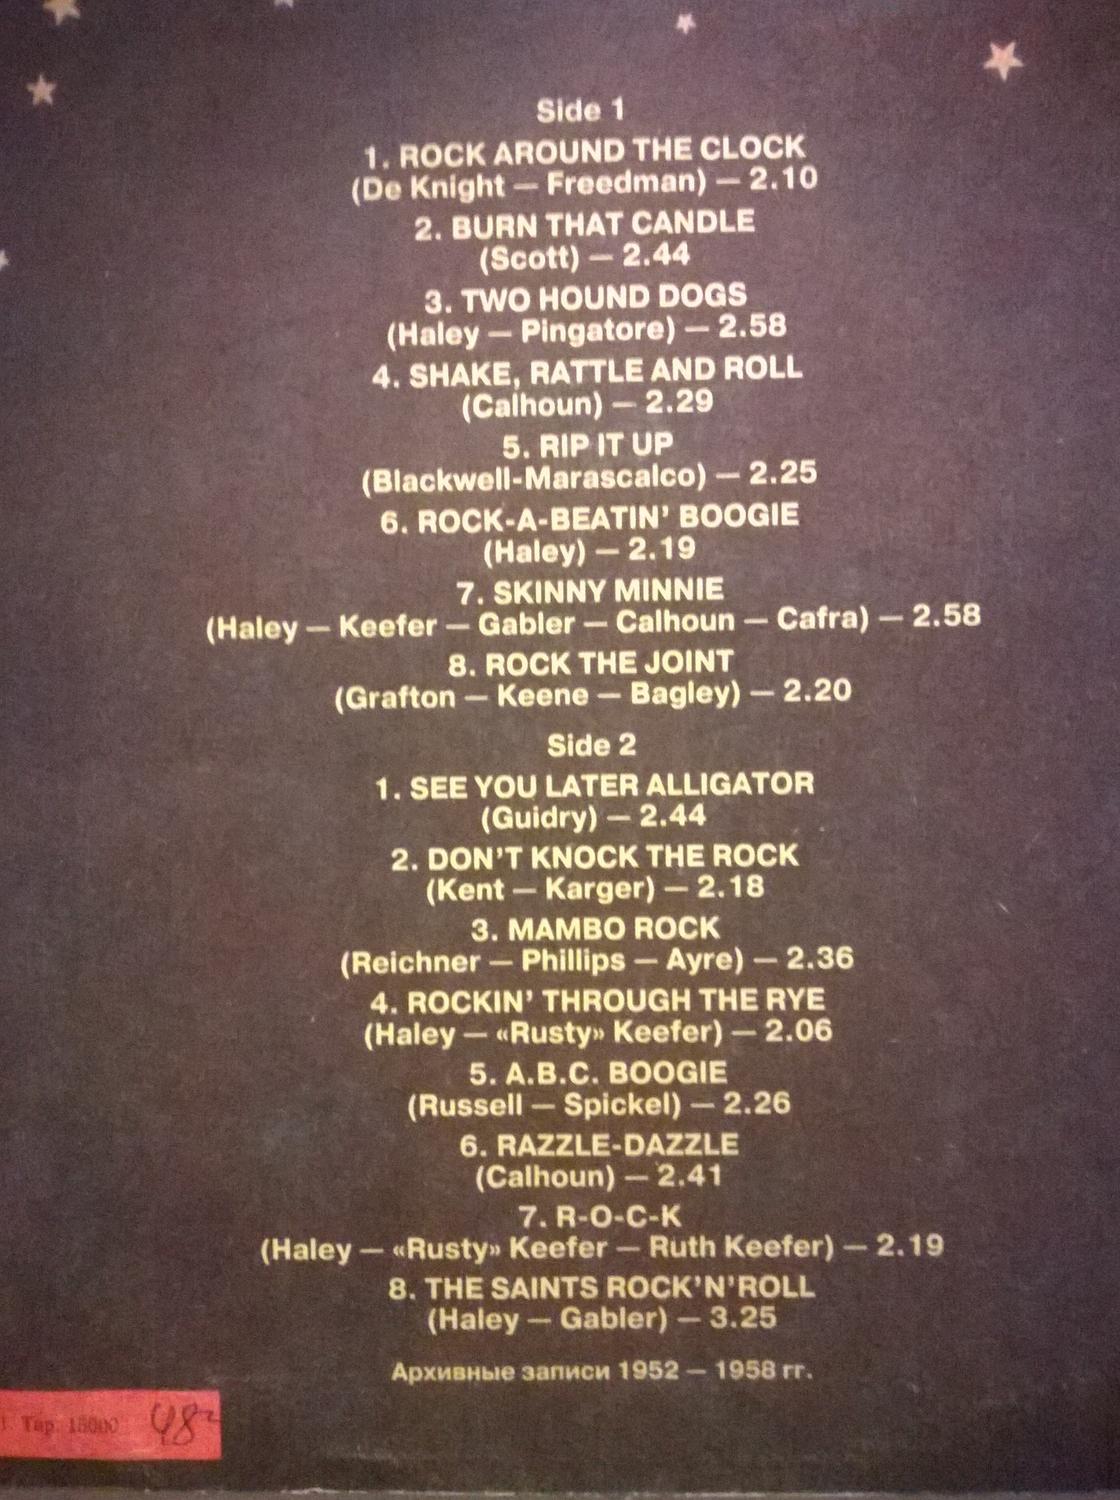 Side 1
1. ROCK AROUND THE CLOCK
(De Knight — Freedman) — 2.10
2. BURN THAT CANDLE
(Scott) — 2.44
3. TWO HOUND DOGS
(Haley — Pingatore) — 2.58
4. SHAKE, RATTLE AND ROLL
(Calhoun) — 2.29
5. RIP IT UP
(Blackwell-Marascalco) — 2.25
6. ROCK-A-BEATIN' BOOGIE
(Haley) — 2.19
7. SKINNY MINNIE
(Haley — Keefer — Gabler — Calhoun — Cafra) — 2.58
8. ROCK THE JOINT
(Grafton — Keene — Bagley) — 2.20
Side 2
1. SEE YOU LATER ALLIGATOR
(Guidry) — 2.44
2. DON'T KNOCK THE ROCK
(Kent — Karger) — 2.18
3. MAMBO ROCK
(Reichner — Phillips — Ayre) — 2.36
4. ROCKIN' THROUGH THE RYE
(Haley — «Rusty» Keefer) — 2.06
5. A.B.C. BOOGIE
(Russell — Spickel) — 2.26
6. RAZZLE-DAZZLE
(Calhoun) — 2.41
7. R-O-C-K
(Haley — «Rusty» Keefer — Ruth Keefer) — 2.19
8. THE SAINTS ROCK'N'ROLL
(Haley — Gabler) — 3.25
Архивные записи 1952 — 1958 гг.
Тир. 15000 48